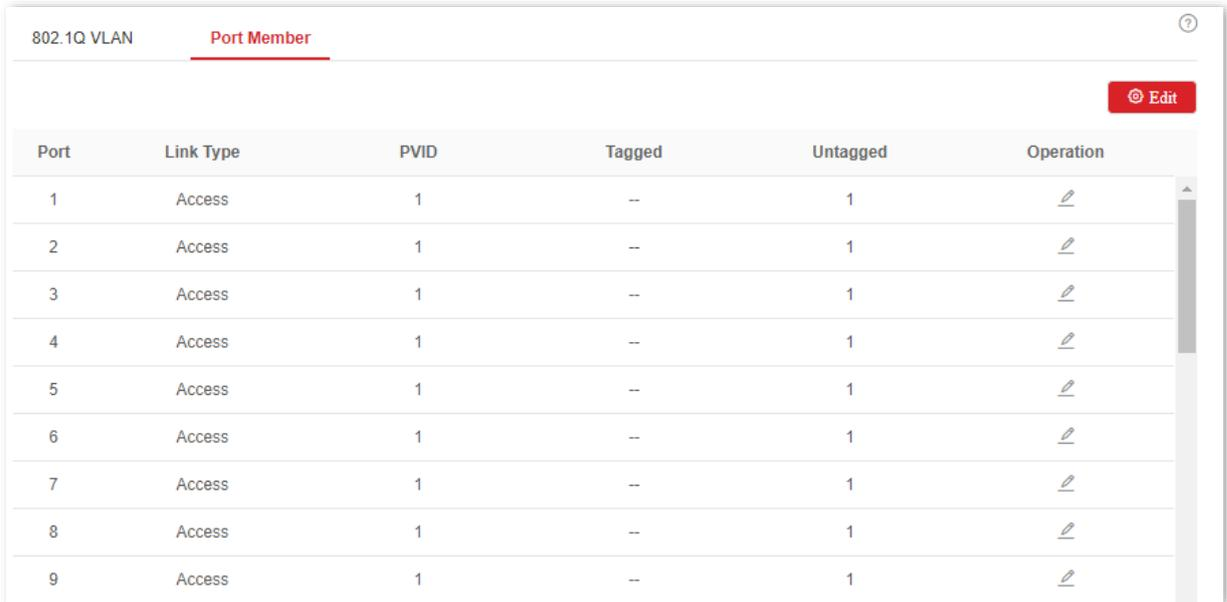 802.1Q VLAN Port Member
?
Edit
Port Link Type PVID Tagged Untagged Operation
1 Access 1 -- 1
2 Access 1 -- 1
3 Access 1 -- 1
4 Access 1 -- 1
5 Access 1 -- 1
6 Access 1 -- 1
7 Access 1 -- 1
8 Access 1 -- 1
9 Access 1 -- 1